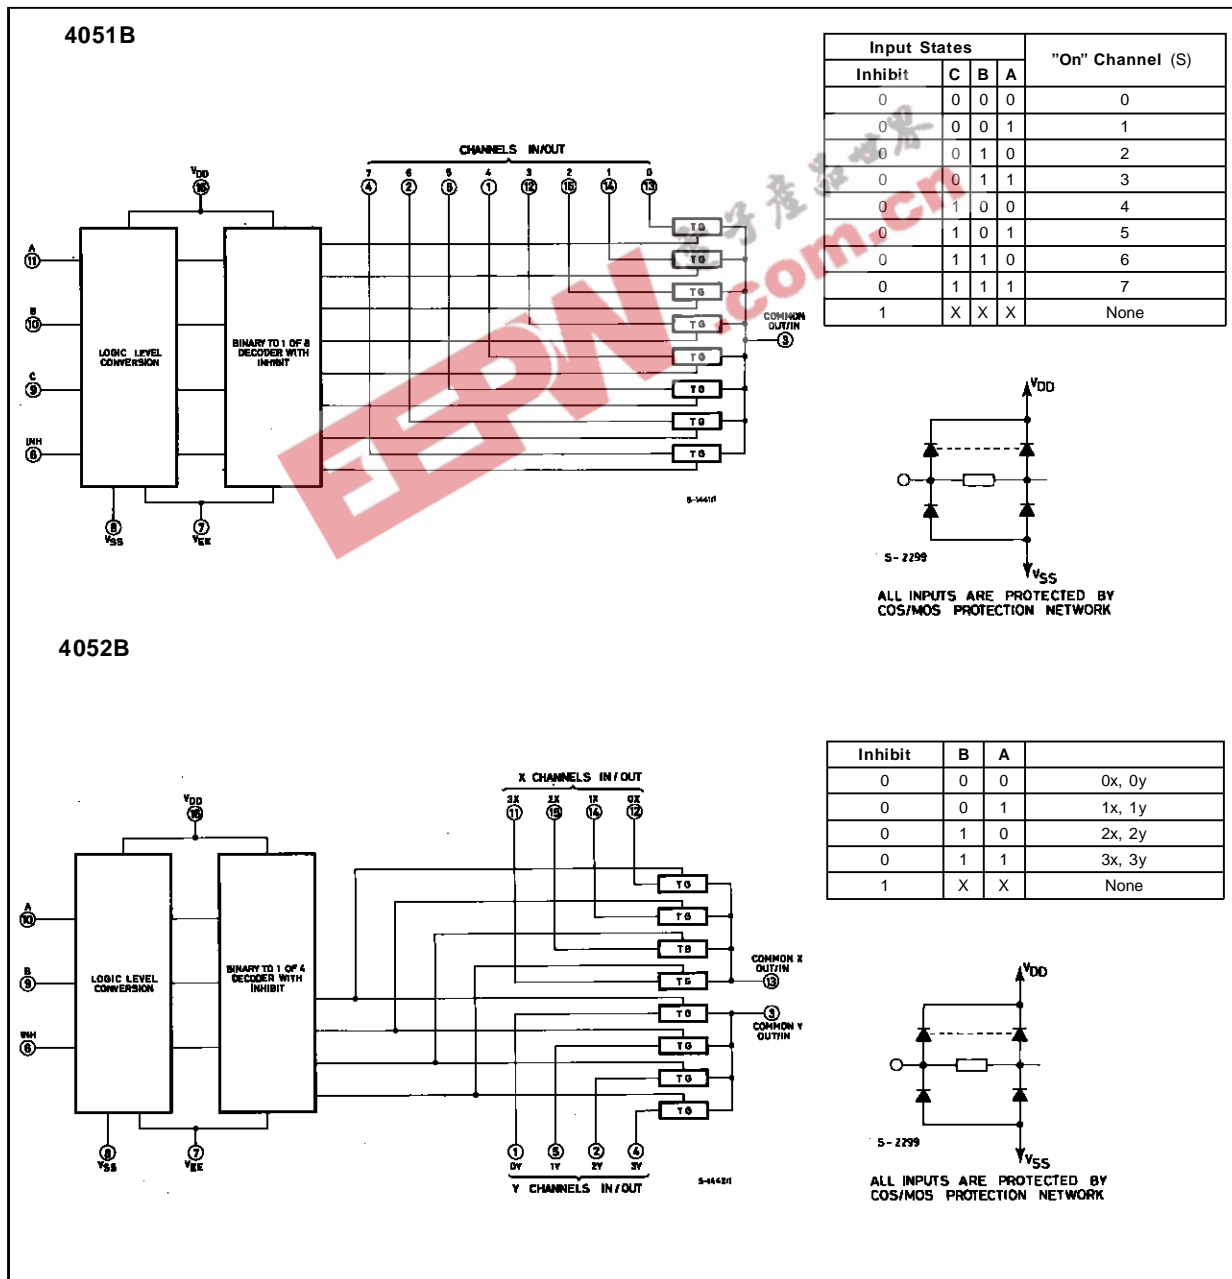 4051B
Input States
"On" Channel (S)
Inhibit C B A
0 0 0 0 0
0 0 0 1 1
0 0 1 0 2
0 0 1 1 3
0 1 0 0 4
0 1 0 1 5
0 1 1 0 6
0 1 1 1 7
1 X X X None
CHANNELS IN/OUT
7 6 5 4 3 2 1 0
4 2 5 1 12 15 14 13
VDD
16
A
11
B
10
C
9
INH
6
LOGIC LEVEL
CONVERSION
BINARY TO 1 OF 8
DECODER WITH
INHIBIT
TG
TG
TG
TG
TG
TG
TG
TG
COMMON
OUT/IN
3
8
VSS
7
VEE
S-1441/1
EEPW.com.cn
電子產品世界
VDD
S-2299
VSS
ALL INPUTS ARE PROTECTED BY
COS/MOS PROTECTION NETWORK
4052B
Inhibit B A
0 0 0 0x, 0y
0 0 1 1x, 1y
0 1 0 2x, 2y
0 1 1 3x, 3y
1 X X None
X CHANNELS IN/OUT
3X 2X 1X 0X
11 15 14 12
VDD
16
A
10
B
9
INH
6
LOGIC LEVEL
CONVERSION
BINARY TO 1 OF 4
DECODER WITH
INHIBIT
TG
TG
TG
TG
TG
TG
TG
TG
COMMON X
OUT/IN
13
3
COMMON Y
OUT/IN
8
VSS
7
VEE
1 5 2 4
0Y 1Y 2Y 3Y
Y CHANNELS IN/OUT
S-1442/1
VDD
S-2299
VSS
ALL INPUTS ARE PROTECTED BY
COS/MOS PROTECTION NETWORK